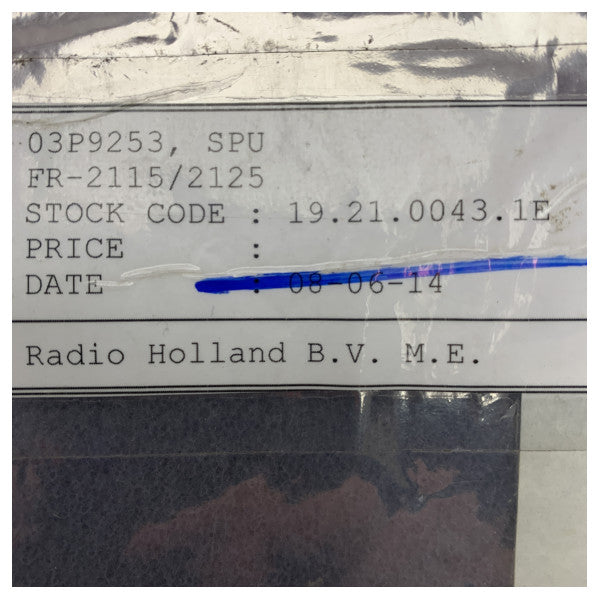 03P9253, SPU
FR-2115/2125
STOCK CODE : 19.21.0043.1E
PRICE :
DATE : 08-06-14
Radio Holland B.V. M.E.